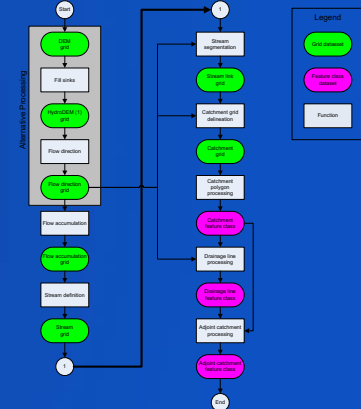 Start
DEM
grid
Fill sinks
HydroDEM (1)
grid
Flow direction
Flow direction
grid
Alternative Processing
Flow accumulation
Flow accumulation
grid
Stream definition
Stream
grid
1
1
Stream
segmentation
Stream link
grid
Catchment grid
delineation
Catchment
grid
Catchment
polygon
processing
Catchment
feature class
Drainage line
processing
Drainage line
feature class
Adjoint catchment
processing
Adjoint catchment
feature class
End
Legend
Grid dataset
Feature class
dataset
Function